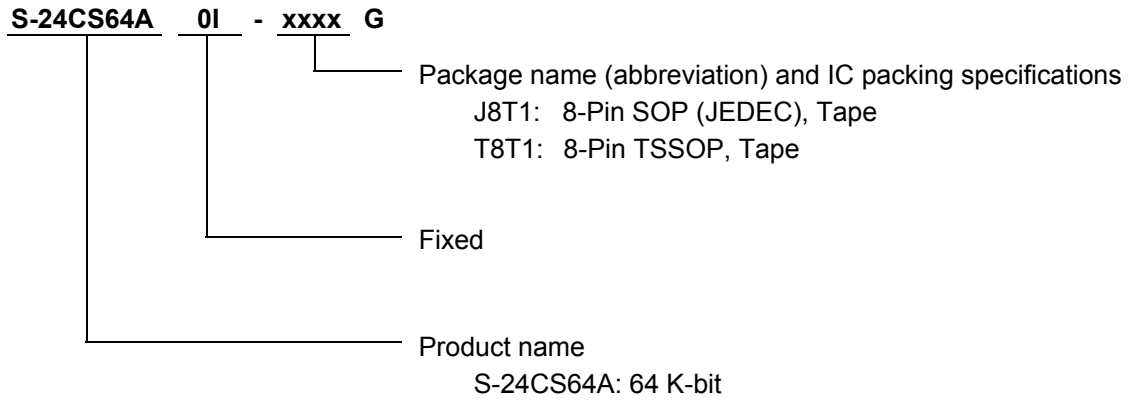 S-24CS64A 0I - xxxx G
Package name (abbreviation) and IC packing specifications
J8T1: 8-Pin SOP (JEDEC), Tape
T8T1: 8-Pin TSSOP, Tape
Fixed
Product name
S-24CS64A: 64 K-bit